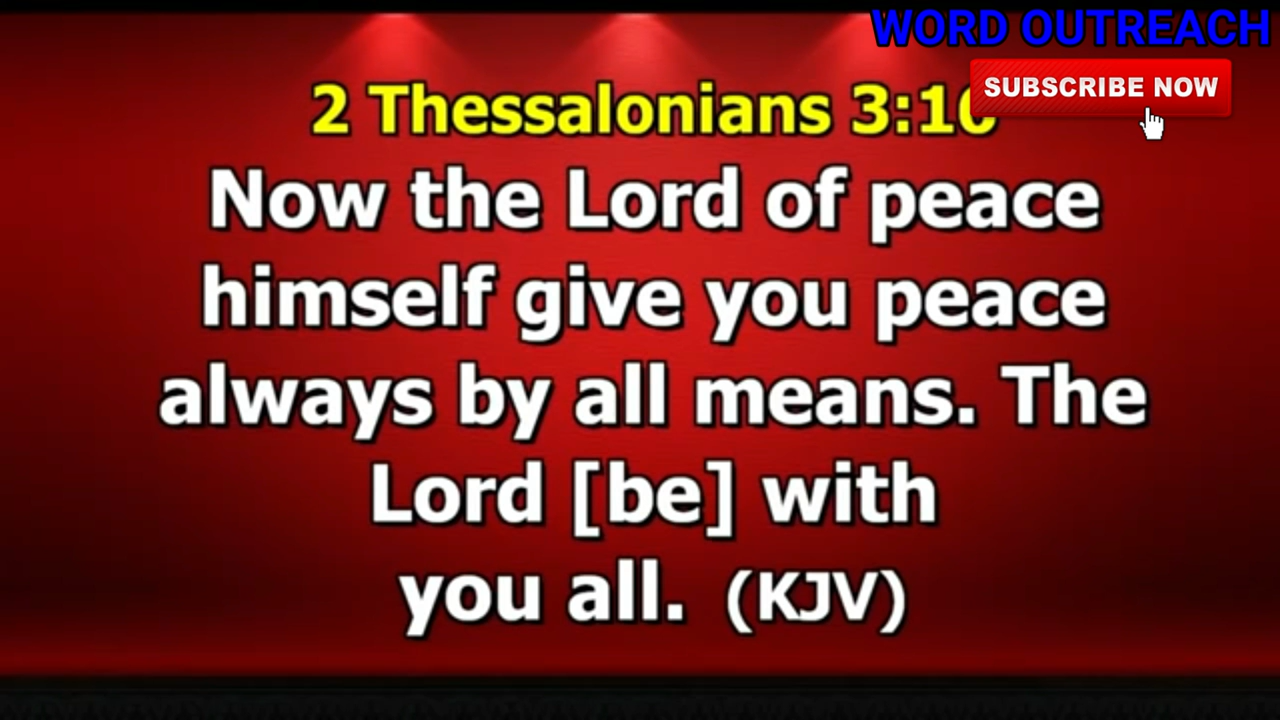 WORD OUTREACH
SUBSCRIBE NOW
2 Thessalonians 3:16
Now the Lord of peace
himself give you peace
always by all means. The
Lord [be] with
you all. (KJV)